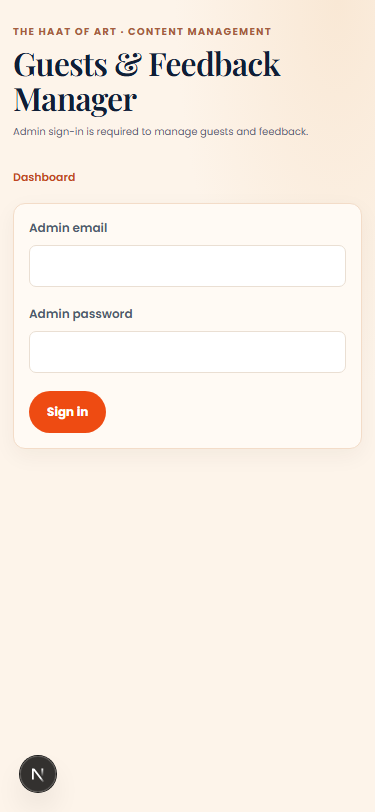 THE HAAT OF ART · CONTENT MANAGEMENT
Guests & Feedback
Manager
Admin sign-in is required to manage guests and feedback.
Dashboard
Admin email
Admin password
Sign in
N